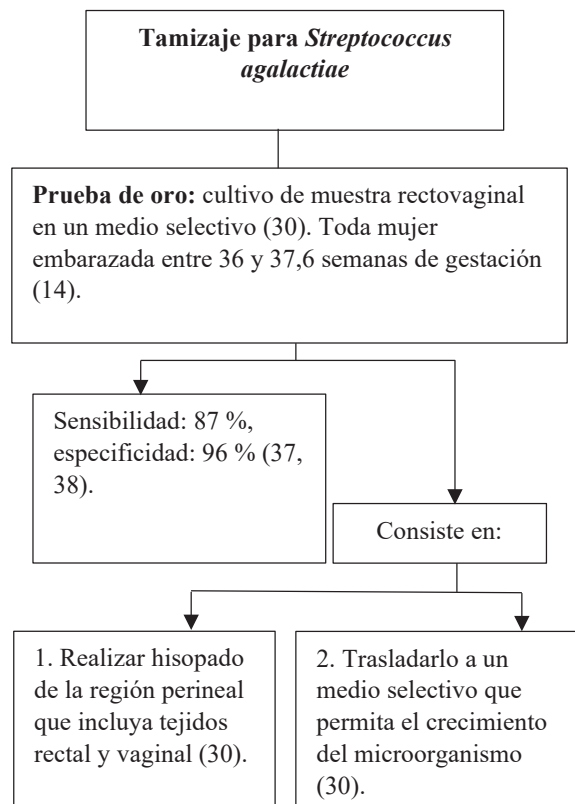 Tamizaje para Streptococcus
agalactiae
Prueba de oro: cultivo de muestra rectovaginal
en un medio selectivo (30). Toda mujer
embarazada entre 36 y 37,6 semanas de gestación
(14).
Sensibilidad: 87 %,
especificidad: 96 % (37,
38).
Consiste en:
1. Realizar hisopado
de la región perineal
que incluya tejidos
rectal y vaginal (30).
2. Trasladarlo a un
medio selectivo que
permita el crecimiento
del microorganismo
(30).